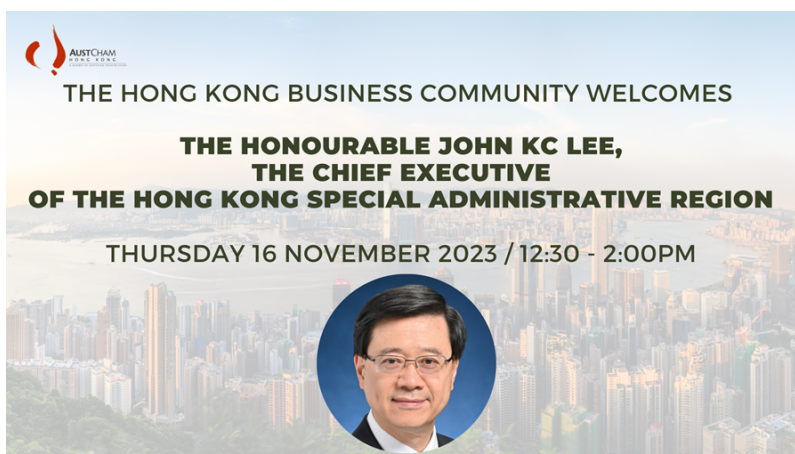 AUSTCHAM
HONG KONG
THE HONG KONG BUSINESS COMMUNITY WELCOMES
THE HONOURABLE JOHN KC LEE,
THE CHIEF EXECUTIVE
OF THE HONG KONG SPECIAL ADMINISTRATIVE REGION
THURSDAY 16 NOVEMBER 2023 / 12:30 - 2:00PM